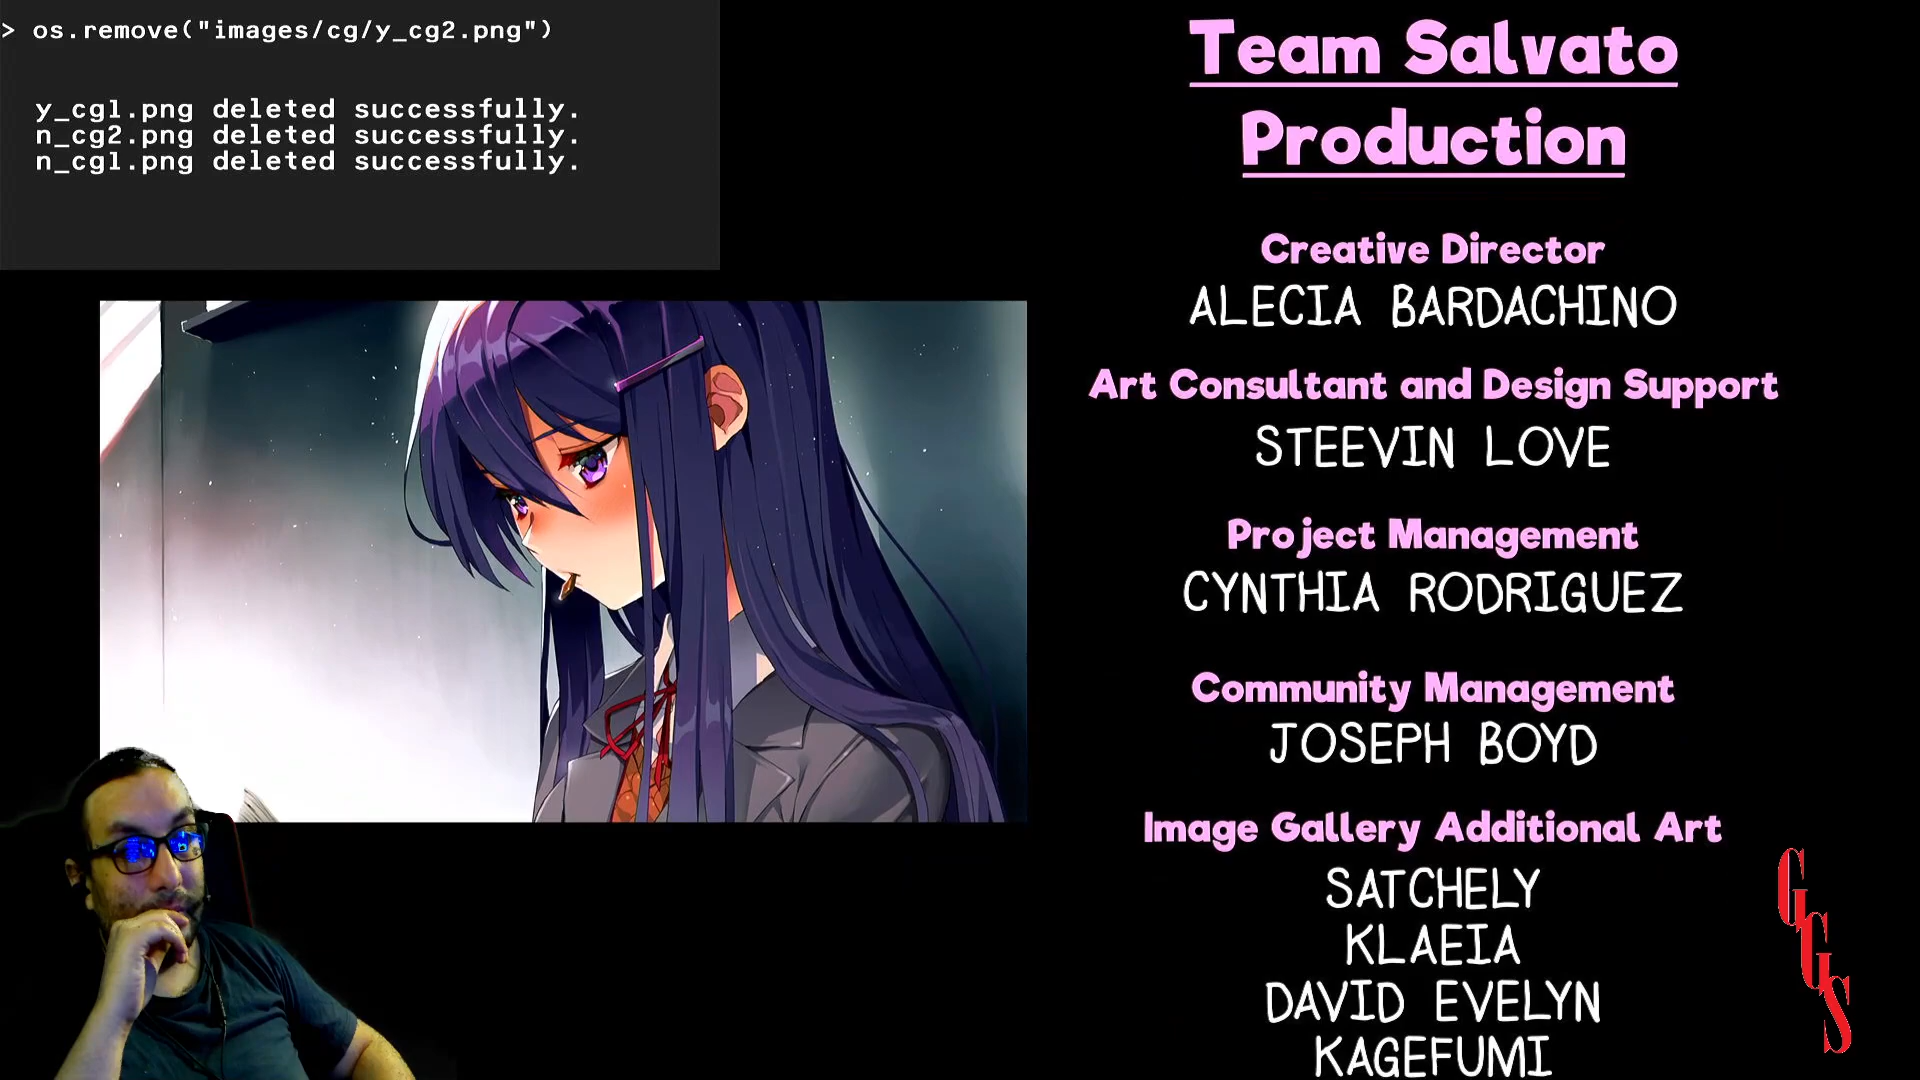 > os.remove("images/cg/y_cg2.png")
y_cg1.png deleted successfully.
n_cg2.png deleted successfully.
n_cg1.png deleted successfully.
Team Salvato
Production
Creative Director
ALECIA BARDACHINO
Art Consultant and Design Support
STEEVIN LOVE
Project Management
CYNTHIA RODRIGUEZ
Community Management
JOSEPH BOYD
Image Gallery Additional Art
SATCHELY
KLAEIA
DAVID EVELYN
KAGEFUMI
GGS